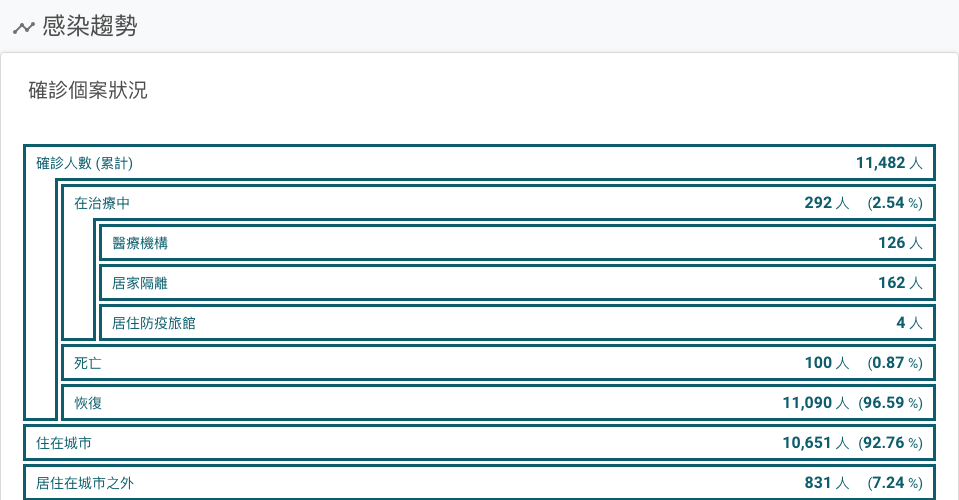 感染趨勢
確診個案狀況
確診人數 (累計) 11,482 人
在治療中 292 人 (2.54 %)
醫療機構 126 人
居家隔離 162 人
居住防疫旅館 4 人
死亡 100 人 (0.87 %)
恢復 11,090 人 (96.59 %)
住在城市 10,651 人 (92.76 %)
居住在城市之外 831 人 (7.24 %)